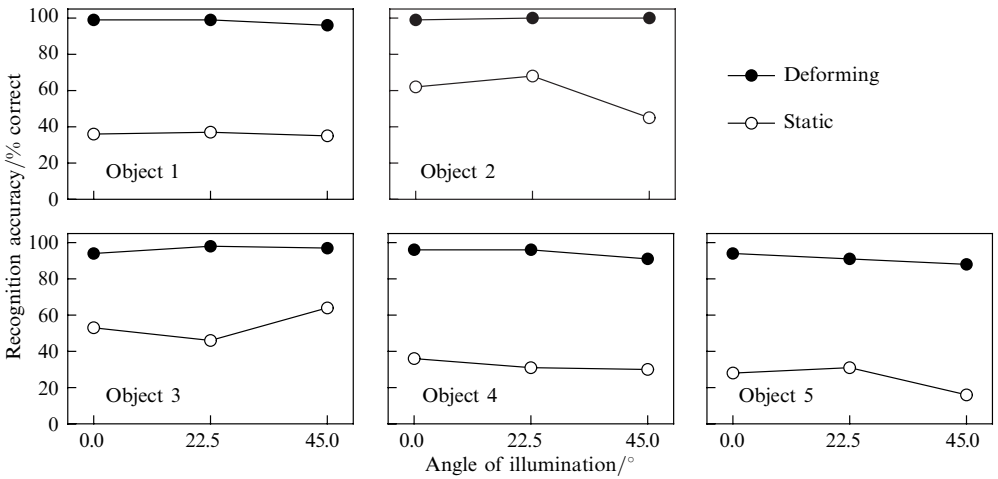 Recognition accuracy/% correct
100
80
60
40
20
0
Object 1
Object 2
Deforming
Static
100
80
60
40
20
0
Object 3
Object 4
Object 5
0.0 22.5 45.0
0.0 22.5 45.0
0.0 22.5 45.0
Angle of illumination/°